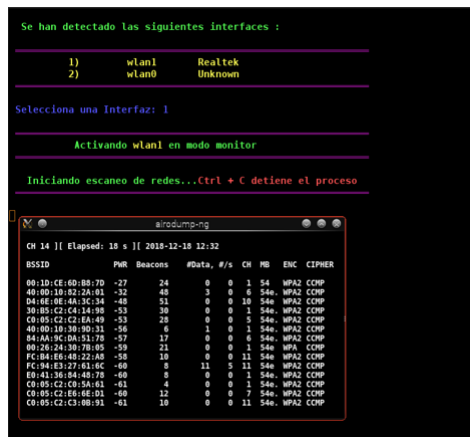 Se han detectado las siguientes interfaces :
1) wlan1 Realtek
2) wlan0 Unknown
Selecciona una Interfaz: 1
Activando wlan1 en modo monitor
Iniciando escaneo de redes...Ctrl + C detiene el proceso
airodump-ng
CH 14 ][ Elapsed: 18 s ][ 2018-12-18 12:32
BSSID PWR Beacons #Data, #/s CH MB ENC CIPHER
00:1D:CE:6D:B8:7D -27 24 0 0 1 54 WPA2 CCMP
40:0D:10:82:2A:01 -32 48 3 0 6 54e. WPA2 CCMP
D4:6E:0E:4A:3C:34 -48 51 0 0 10 54e WPA2 CCMP
30:B5:C2:C4:14:98 -53 30 0 0 1 54e. WPA2 CCMP
C0:05:C2:C2:EA:49 -53 28 0 0 5 54e. WPA2 CCMP
40:0D:10:30:9D:31 -56 6 1 0 1 54e. WPA2 CCMP
84:AA:9C:DA:51:78 -57 17 0 0 6 54e. WPA2 CCMP
00:26:24:30:7B:05 -59 21 0 0 1 54e WPA CCMP
FC:B4:E6:48:22:A8 -58 10 0 0 11 54e WPA2 CCMP
FC:94:E3:27:61:6C -60 8 11 5 11 54e WPA2 CCMP
E0:41:36:84:48:78 -60 8 0 0 1 54e. WPA2 CCMP
C0:05:C2:C0:5A:61 -61 4 0 0 1 54e. WPA2 CCMP
C0:05:C2:E6:6E:D1 -60 12 0 0 7 54e. WPA2 CCMP
C0:05:C2:C3:0B:91 -61 10 0 0 11 54e. WPA2 CCMP